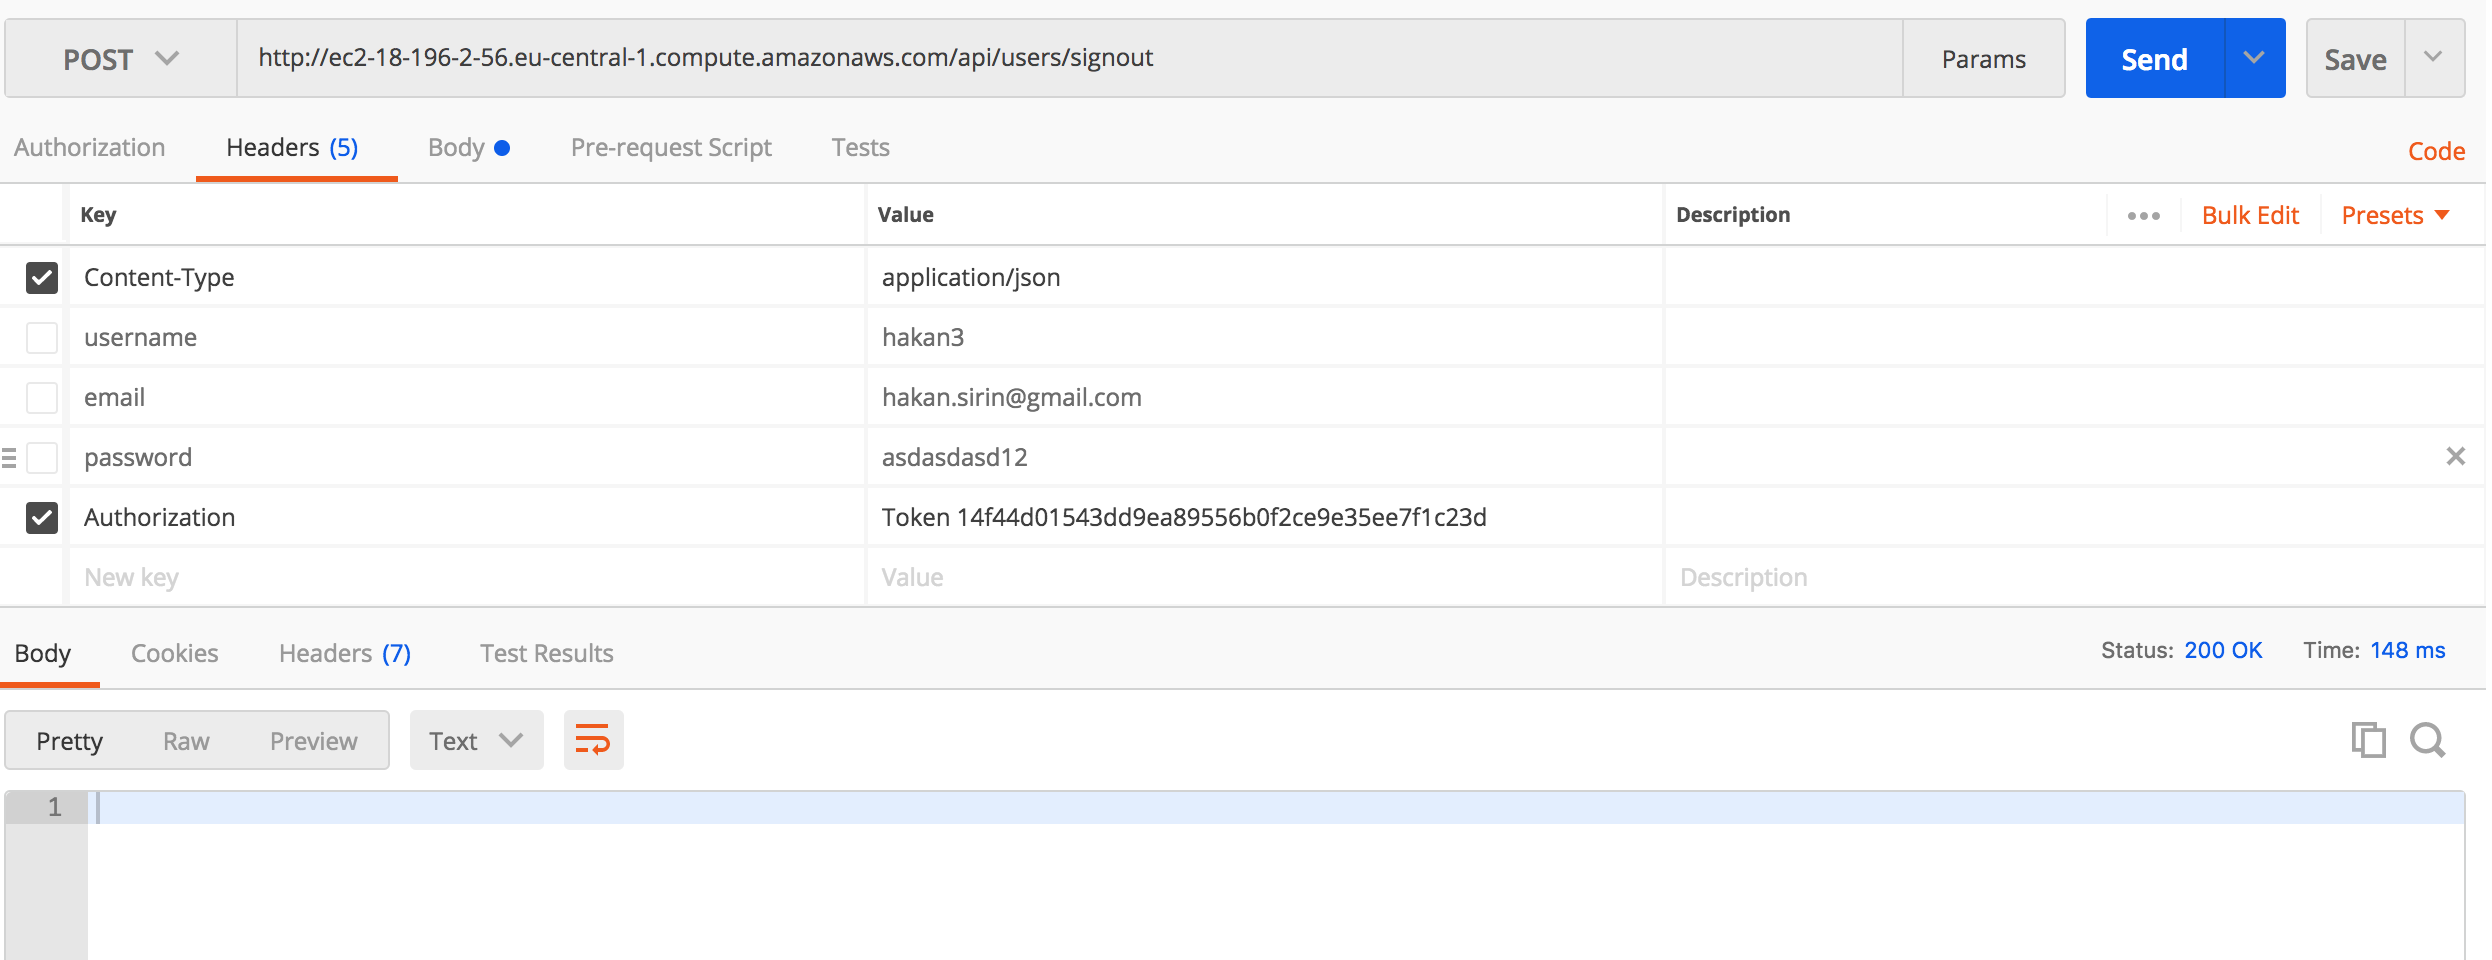 POST http://ec2-18-196-2-56.eu-central-1.compute.amazonaws.com/api/users/signout Params Send Save
Authorization Headers (5) Body Pre-request Script Tests Code
Key Value Description Bulk Edit Presets
Content-Type application/json
username hakan3
email hakan.sirin@gmail.com
password asdasdasd12
Authorization Token 14f44d01543dd9ea89556b0f2ce9e35ee7f1c23d
New key Value Description
Body Cookies Headers (7) Test Results Status: 200 OK Time: 148 ms
Pretty Raw Preview Text
1